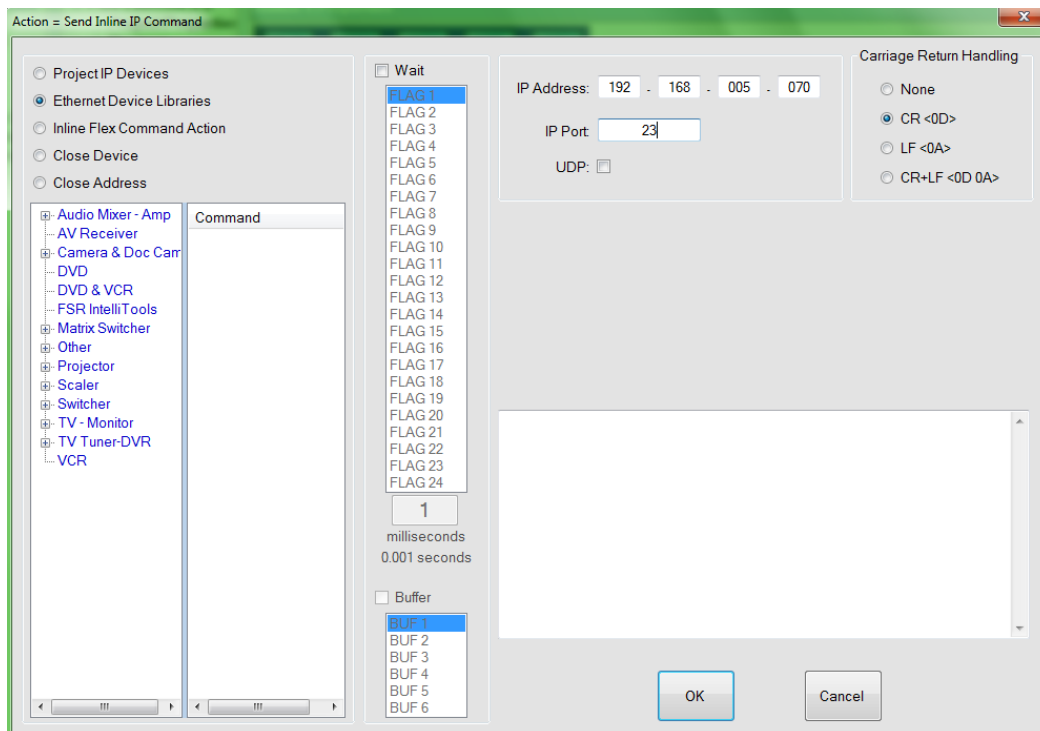 Action = Send Inline IP Command
x
Project IP Devices
Ethernet Device Libraries
Inline Flex Command Action
Close Device
Close Address
Audio Mixer - Amp
AV Receiver
Camera & Doc Cam
DVD
DVD & VCR
FSR IntelliTools
Matrix Switcher
Other
Projector
Scaler
Switcher
TV - Monitor
TV Tuner-DVR
VCR
Command
Wait
FLAG 1
FLAG 2
FLAG 3
FLAG 4
FLAG 5
FLAG 6
FLAG 7
FLAG 8
FLAG 9
FLAG 10
FLAG 11
FLAG 12
FLAG 13
FLAG 14
FLAG 15
FLAG 16
FLAG 17
FLAG 18
FLAG 19
FLAG 20
FLAG 21
FLAG 22
FLAG 23
FLAG 24
1
milliseconds
0.001 seconds
Buffer
BUF 1
BUF 2
BUF 3
BUF 4
BUF 5
BUF 6
IP Address: 192 . 168 . 005 . 070
IP Port: 23
UDP:
Carriage Return Handling
None
CR <0D>
LF <0A>
CR+LF <0D 0A>
OK
Cancel